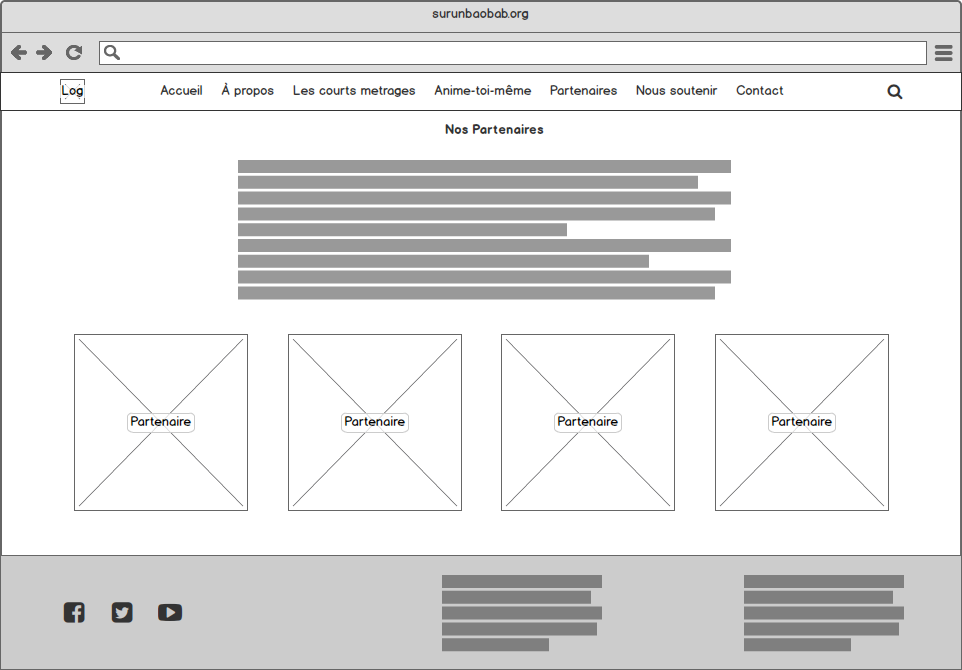 surunbaobab.org
Log
Accueil À propos Les courts metrages Anime-toi-même Partenaires Nous soutenir Contact
Nos Partenaires
Partenaire Partenaire Partenaire Partenaire